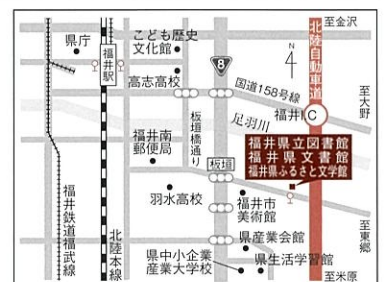 至金沢
県庁
こども歴史
文化館
福井駅
高志高校
8
N
北陸自動車道
国道158号線
至大野
板垣橋通り
足羽川
福井IC
福井南
郵便局
福井県立図書館
福井県文書館
福井県ふるさと文学館
板垣
羽水高校
福井市
美術館
至東郷
福井鉄道福武線
北陸本線
県産業会館
県中小企業
産業大学校
県生活学習館
至米原